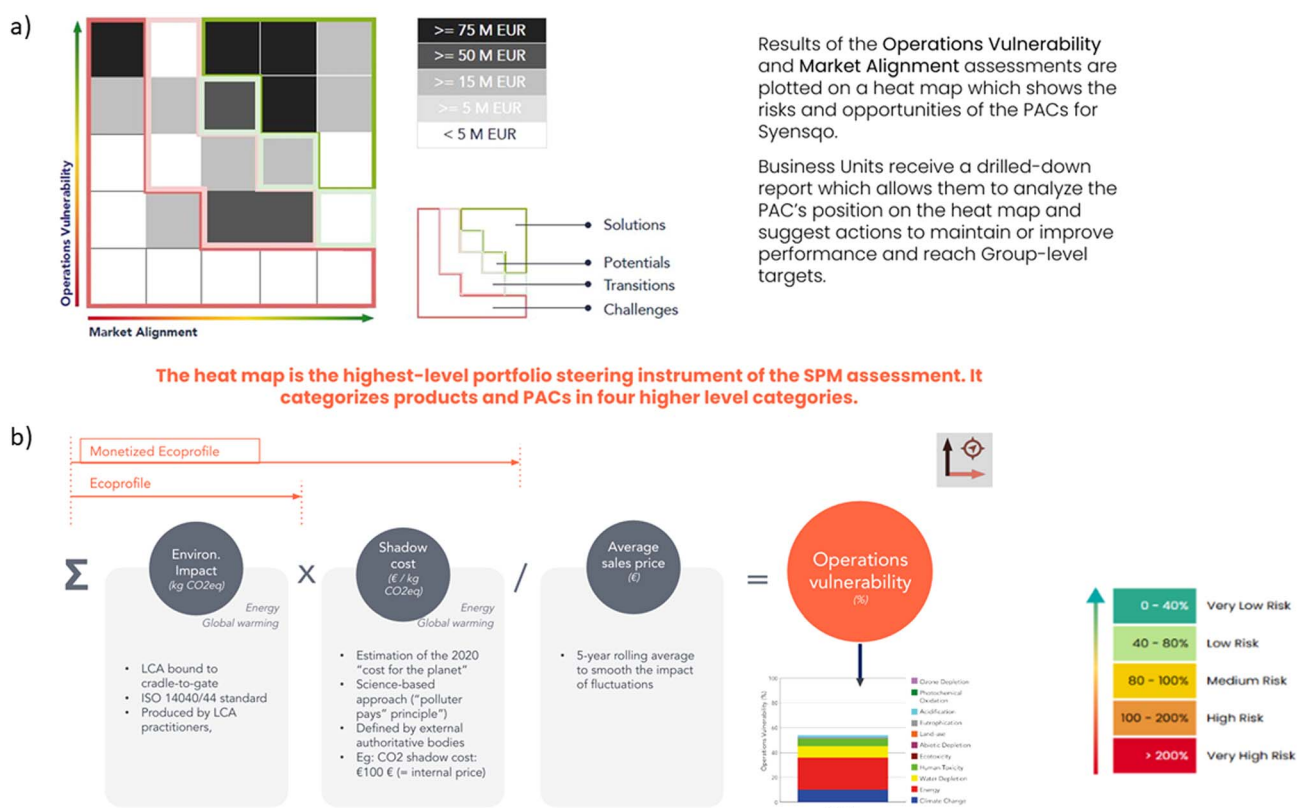 a)
Operations Vulnerability
Market Alignment
>= 75 M EUR
>= 50 M EUR
>= 15 M EUR
>= 5 M EUR
< 5 M EUR
Solutions
Potentials
Transitions
Challenges
Results of the Operations Vulnerability
and Market Alignment assessments are
plotted on a heat map which shows the
risks and opportunities of the PACs for
Syensqo.
Business Units receive a drilled-down
report which allows them to analyze the
PAC's position on the heat map and
suggest actions to maintain or improve
performance and reach Group-level
targets.
The heat map is the highest-level portfolio steering instrument of the SPM assessment. It
categorizes products and PACs in four higher level categories.
b)
Monetized Ecoprofile
Ecoprofile
Σ
Environ.
Impact
(kg CO2eq)
Energy
Global warming
• LCA bound to
cradle-to-gate
• ISO 14040/44 standard
• Produced by LCA
practitioners,
x
Shadow
cost
(€ / kg
CO2eq)
Energy
Global warming
• Estimation of the 2020
"cost for the planet"
• Science-based
approach ("polluter
pays" principle")
• Defined by external
authoritative bodies
• Eg: CO2 shadow cost:
€100 € (= internal price)
/
Average
sales price
(€)
• 5-year rolling average
to smooth the impact
of fluctuations
=
Operations
vulnerability
(%)
Operations Vulnerability (%)
100
80
60
40
20
0
Ozone Depletion
Photochemical
Oxidation
Acidification
Eutrophication
Land use
Abiotic Depletion
Ecotoxicity
Human Toxicity
Water Depletion
Energy
Climate Change
0 - 40% Very Low Risk
40 - 80% Low Risk
80 - 100% Medium Risk
100 - 200% High Risk
> 200% Very High Risk